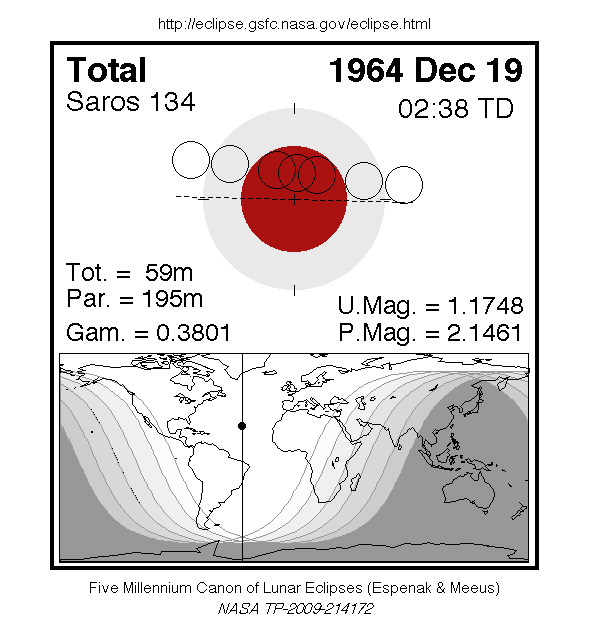 http://eclipse.gsfc.nasa.gov/eclipse.html
Total 1964 Dec 19
Saros 134 02:38 TD
Tot. = 59m
Par. = 195m U.Mag. = 1.1748
Gam. = 0.3801 P.Mag. = 2.1461
Five Millennium Canon of Lunar Eclipses (Espenak & Meeus)
NASA TP-2009-214172